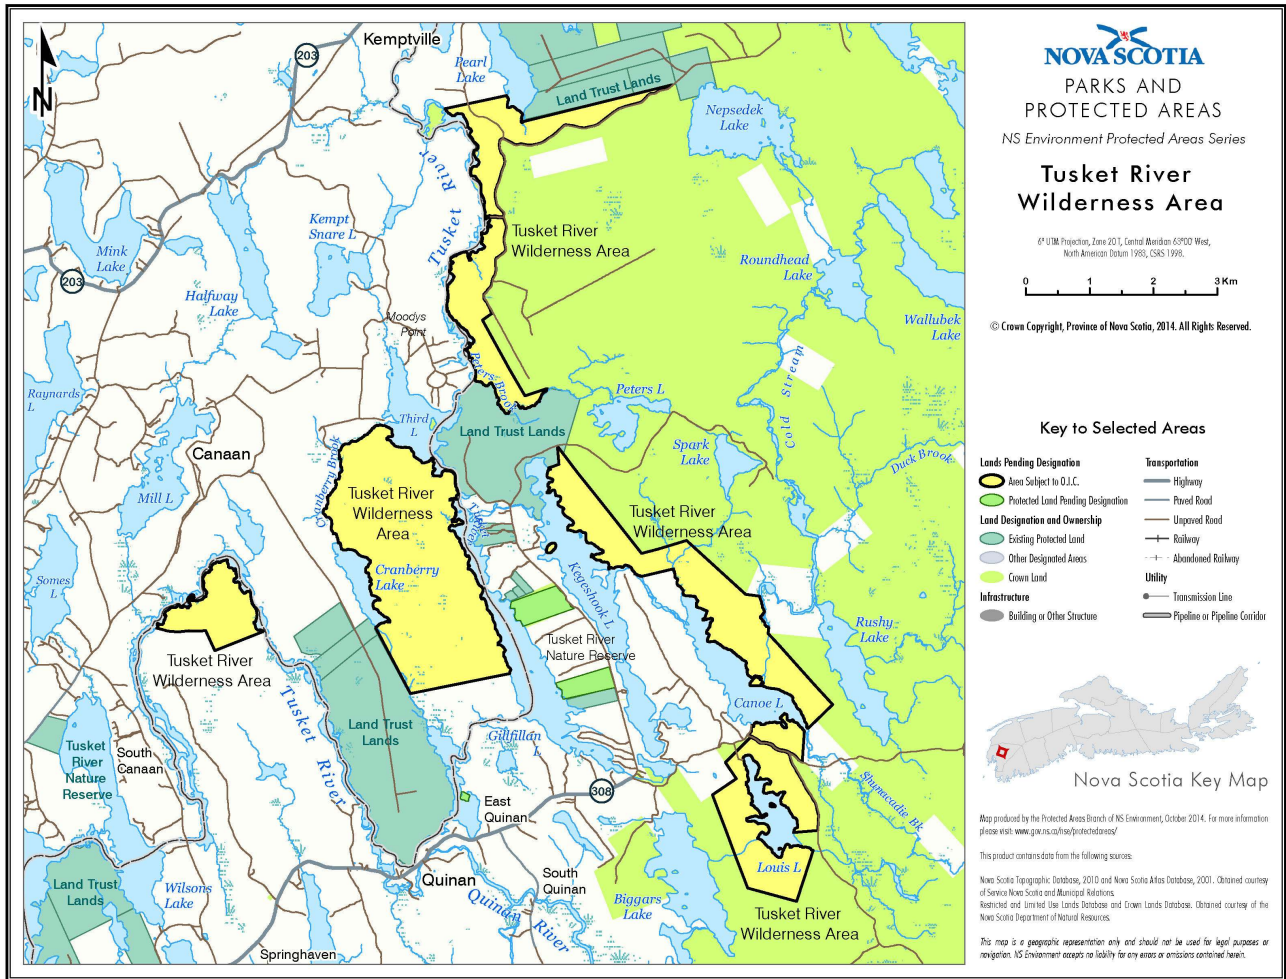 Kemptville
203
Pearl
Lake
Land Trust Lands
Nepsedek
Lake
N
Tusket River
Kempt
Snare L
Tusket River
Wilderness Area
Mink
Lake
203
Roundhead
Lake
Halfway
Lake
Wallubek
Lake
Moodys
Point
Cold Stream
Peters' Brook
Peters L
Raynards
L
Third
L
Land Trust Lands
Spark
Lake
Canaan
Duck Brook
Cranberry Brook
Mill L
Tusket River
Wilderness
Area
Tusket River
Wilderness Area
Tusket
Somes
L
Cranberry
Lake
Kegeshook L
Rushy
Lake
Tusket River
Nature Reserve
Tusket River
Wilderness Area
Tusket River
Canoe L
Land Trust
Lands
Gilfillan
L
Tusket
River
Nature
Reserve
South
Canaan
308
Shunacadie Bk
East
Quinan
Louis L
Quinan
South
Quinan
Land Trust
Lands
Wilsons
Lake
Quinan River
Biggars
Lake
Tusket River
Wilderness Area
Springhaven
NOVA SCOTIA
PARKS AND
PROTECTED AREAS
NS Environment Protected Areas Series
Tusket River
Wilderness Area
6° UTM Projection, Zone 20 T, Central Meridian 63°00' West,
North American Datum 1983, CSRS 1998.
0 1 2 3 Km
© Crown Copyright, Province of Nova Scotia, 2014. All Rights Reserved.
Key to Selected Areas
Lands Pending Designation
Area Subject to O.I.C.
Protected Land Pending Designation
Land Designation and Ownership
Existing Protected Land
Other Designated Areas
Crown Land
Infrastructure
Building or Other Structure
Transportation
Highway
Paved Road
Unpaved Road
Railway
Abandoned Railway
Utility
Transmission Line
Pipeline or Pipeline Corridor
Nova Scotia Key Map
Map produced by the Protected Areas Branch of NS Environment, October 2014. For more information
please visit: www.gov.ns.ca/nse/protectedareas/
This product contains data from the following sources:
Nova Scotia Topographic Database, 2010 and Nova Scotia Atlas Database, 2001. Obtained courtesy
of Service Nova Scotia and Municipal Relations.
Restricted and Limited Use Lands Database and Crown Lands Database. Obtained courtesy of the
Nova Scotia Department of Natural Resources.
This map is a geographic representation only and should not be used for legal purposes or
navigation. NS Environment accepts no liability for any errors or omissions contained herein.